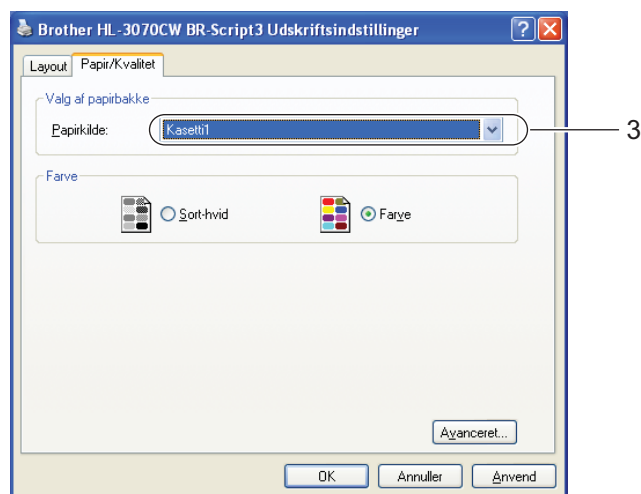 Brother HL-3070CW BR-Script3 Udskriftsindstillinger
Layout Papir/Kvalitet
Valg af papirbakke
Papirkilde: Kasetti1 3
Farve
Sort-hvid Farve
Avanceret...
OK Annuller Anvend